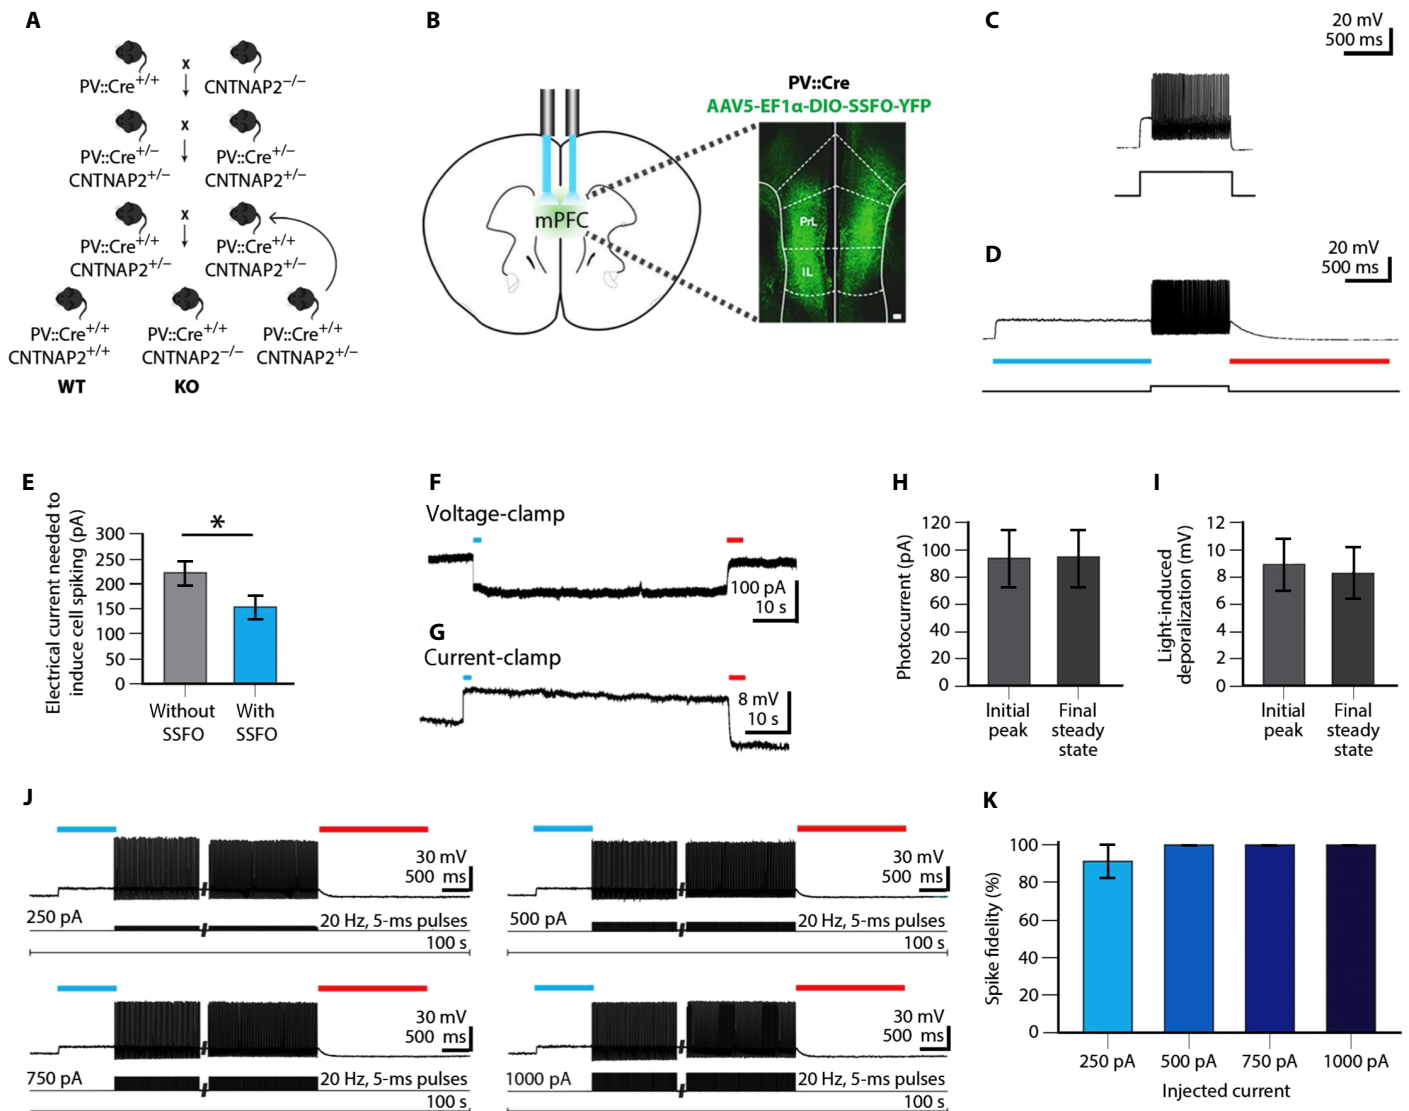 A
PV::Cre+/+
x
CNTNAP2−/−
x
PV::Cre+/−
CNTNAP2+/−
PV::Cre+/−
CNTNAP2+/−
x
PV::Cre+/+
CNTNAP2+/−
PV::Cre+/+
CNTNAP2+/−
PV::Cre+/+
CNTNAP2+/+
PV::Cre+/+
CNTNAP2−/−
PV::Cre+/+
CNTNAP2+/−
WT
KO
B
PV::Cre
AAV5-EF1α-DIO-SSFO-YFP
mPFC
PrL
IL
C
20 mV
500 ms
D
20 mV
500 ms
E
Electrical current needed to
induce cell spiking (pA)
300
250
200
150
100
50
0
*
Without
SSFO
With
SSFO
F
Voltage-clamp
100 pA
10 s
G
Current-clamp
8 mV
10 s
H
Photocurrent (pA)
120
100
80
60
40
20
0
Initial
peak
Final
steady
state
I
Light-induced
deporalization (mV)
12
10
8
6
4
2
0
Initial
peak
Final
steady
state
J
30 mV
500 ms
250 pA
20 Hz, 5-ms pulses
100 s
30 mV
500 ms
500 pA
20 Hz, 5-ms pulses
100 s
30 mV
500 ms
750 pA
20 Hz, 5-ms pulses
100 s
30 mV
500 ms
1000 pA
20 Hz, 5-ms pulses
100 s
K
Spike fidelity (%)
100
80
60
40
20
0
250 pA
500 pA
750 pA
1000 pA
Injected current